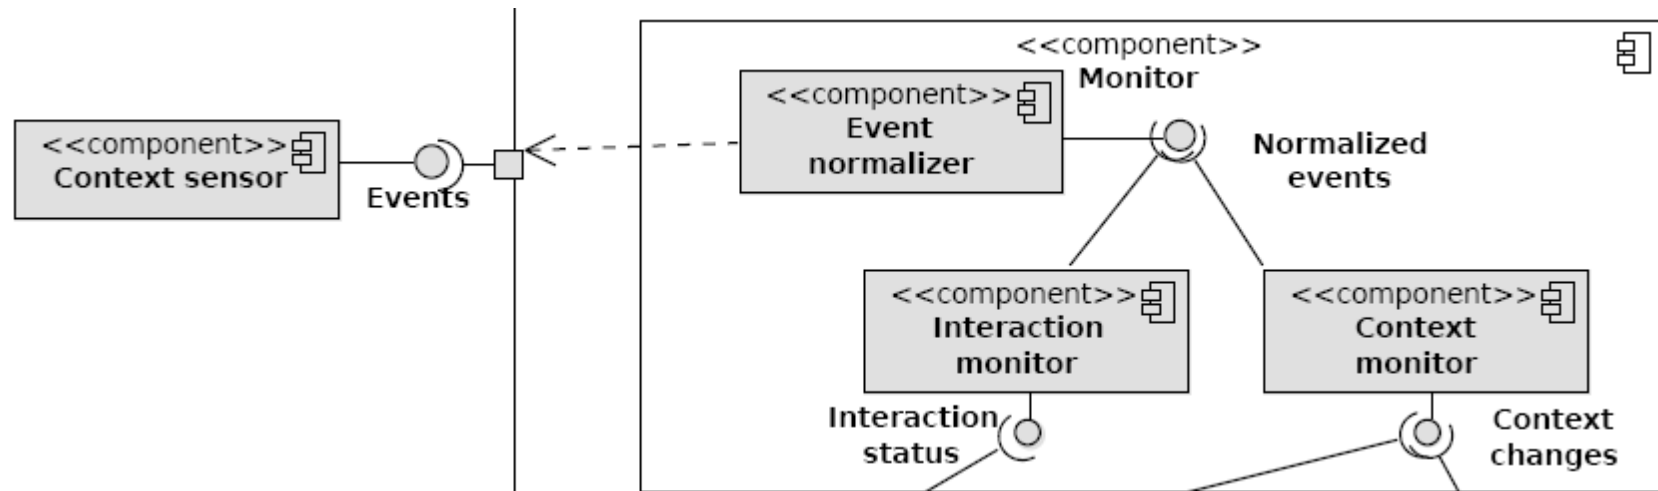 <<component>>
Monitor
<<component>>
Event
normalizer
<<component>>
Context sensor
Events
Normalized
events
<<component>>
Interaction
monitor
<<component>>
Context
monitor
Interaction
status
Context
changes